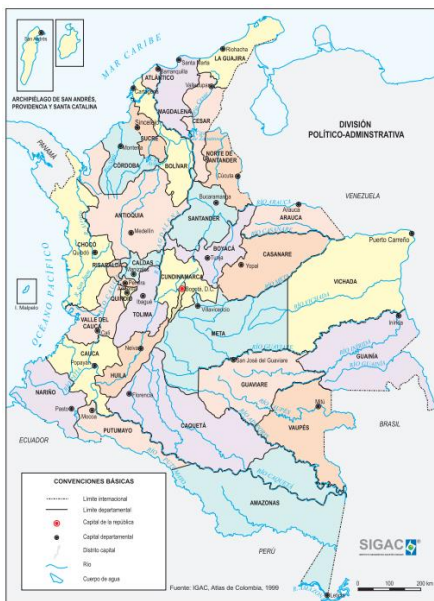 San Andrés
ARCHIPIÉLAGO DE SAN ANDRÉS,
PROVIDENCIA Y SANTA CATALINA
MAR CARIBE
Riohacha
Santa Marta
LA GUAJIRA
Barranquilla
ATLÁNTICO
Valledupar
Cartagena
MAGDALENA
CESAR
DIVISIÓN
POLÍTICO-ADMINSTRATIVA
Sincelejo
SUCRE
PANAMÁ
Montería
CÓRDOBA
BOLÍVAR
NORTE DE
SANTANDER
Cúcuta
VENEZUELA
Bucaramanga
RÍO ARAUCA
Arauca
ARAUCA
ANTIOQUIA
SANTANDER
Medellín
BOYACÁ
CASANARE
Puerto Carreño
CHOCÓ
Quibdó
Tunja
Yopal
RISARALDA
CALDAS
Manizales
CUNDINAMARCA
VICHADA
Pereira
Bogotá, D.C.
QUINDÍO
Ibagué
I. Malpelo
OCÉANO PACÍFICO
Villavicencio
TOLIMA
VALLE DEL
CAUCA
Cali
META
Inírida
GUAINÍA
CAUCA
Neiva
San José del Guaviare
Popayán
HUILA
GUAVIARE
NARIÑO
Florencia
Mitú
Pasto
Mocoa
VAUPÉS
BRASIL
PUTUMAYO
CAQUETÁ
ECUADOR
RÍO CAQUETÁ
AMAZONAS
PERÚ
Leticia
CONVENCIONES BÁSICAS
Límite internacional
Límite departamental
Capital de la república
Capital departamental
Distrito capital
Río
Cuerpo de agua
Fuente: IGAC, Atlas de Colombia, 1999
SIGAC
0 200 km